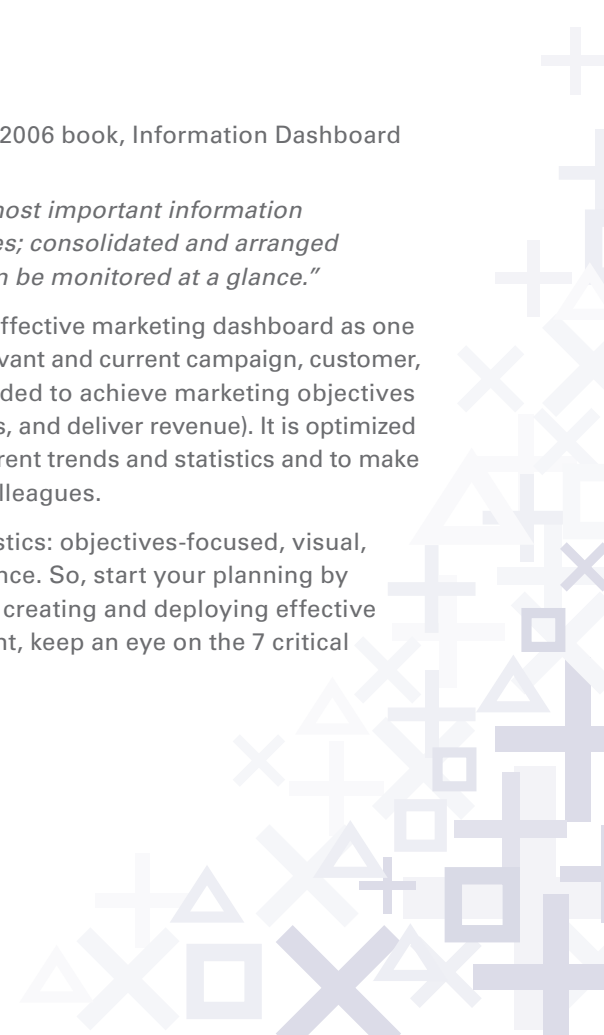 2006 book, Information Dashboard
most important information
es; consolidated and arranged
n be monitored at a glance.”
ffective marketing dashboard as one
vant and current campaign, customer,
ded to achieve marketing objectives
s, and deliver revenue). It is optimized
rent trends and statistics and to make
lleagues.
stics: objectives-focused, visual,
nce. So, start your planning by
creating and deploying effective
nt, keep an eye on the 7 critical